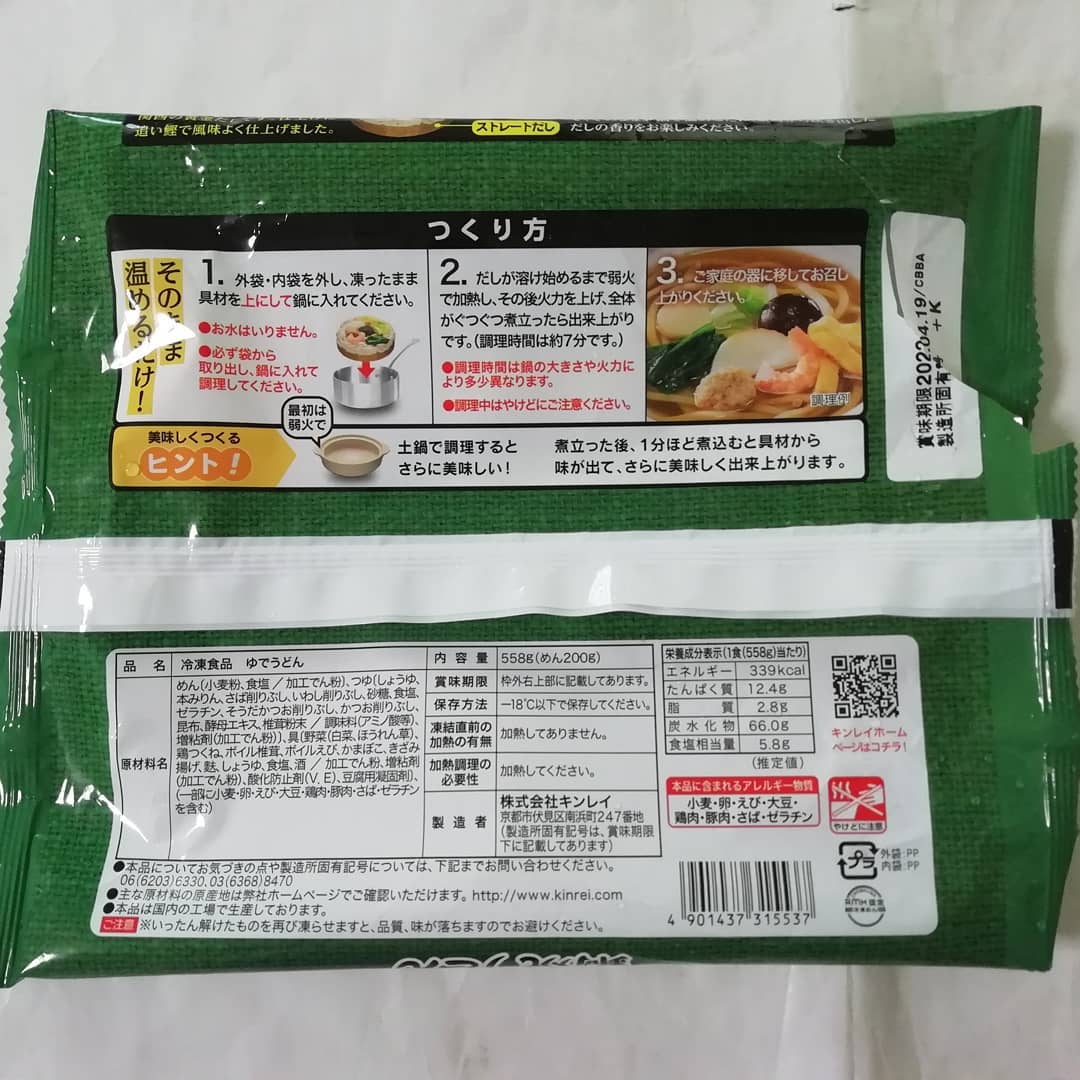 追い鰹で風味よく仕上げました。
ストレートだし
だしの香りをお楽しみください。
つくり方
そのまま
温めるだけ!
1. 外袋・内袋を外し、凍ったまま
具材を上にして鍋に入れてください。
●お水はいりません。
●必ず袋から
取り出し、鍋に入れて
調理してください。
2. だしが溶け始めるまで弱火
で加熱し、その後火力を上げ、全体
がぐつぐつ煮立ったら出来上がり
です。(調理時間は約7分です。)
●調理時間は鍋の大きさや火力に
より多少異なります。
●調理中はやけどにご注意ください。
3. ご家庭の器に移してお召し
上がりください。
調理例
美味しくつくる
ヒント!
最初は
弱火で
土鍋で調理すると
さらに美味しい!
煮立った後、1分ほど煮込むと具材から
味が出て、さらに美味しく出来上がります。
賞味期限
04.19/CBBA
製造所固有
+K
品名 冷凍食品 ゆでうどん
原材料名
めん(小麦粉、食塩/加工でん粉)、つゆ(しょうゆ、
本みりん、さば削りぶし、いわし削りぶし、砂糖、食塩、
ゼラチン、そうだかつお削りぶし、かつお削りぶし、
昆布、酵母エキス、椎茸粉末/調味料(アミノ酸等)、
増粘剤(加工でん粉))、具(野菜(白菜、ほうれん草)、
鶏つくね、ボイル椎茸、ボイルえび、かまぼこ、きざみ
揚げ、麩、しょうゆ、食塩、酒/加工でん粉、増粘剤
(加工でん粉)、酸化防止剤(V.E)、豆腐用凝固剤)、
(一部に小麦・卵・えび・大豆・鶏肉・豚肉・さば・ゼラチン
を含む)
内容量 558g(めん200g)
賞味期限 枠外右上部に記載してあります。
保存方法 −18℃以下で保存してください。
凍結直前の
加熱の有無 加熱してありません。
加熱調理の
必要性 加熱してください。
製造者
株式会社キンレイ
京都市伏見区南浜町247番地
(製造所固有記号は、賞味期限
下に記載してあります)
栄養成分表示(1食(558g)当たり)
エネルギー 339kcal
たんぱく質 12.4g
脂質 2.8g
炭水化物 66.0g
食塩相当量 5.8g
(推定値)
キンレイホーム
ページはコチラ!
本品に含まれるアレルギー物質
小麦・卵・えび・大豆・
鶏肉・豚肉・さば・ゼラチン
やけどに注意
プラ
外袋:PP
内袋:PP
●本品についてお気づきの点や製造所固有記号については、下記までお問い合わせください。
06(6203)6330.03(6368)8470
●主な原材料の原産地は弊社ホームページでご確認いただけます。http://www.kinrei.com
●本品は国内の工場で生産しております。
ご注意 ※いったん解けたものを再び凍らせますと、品質、味が落ちますのでお避けください。
4 901437 315537